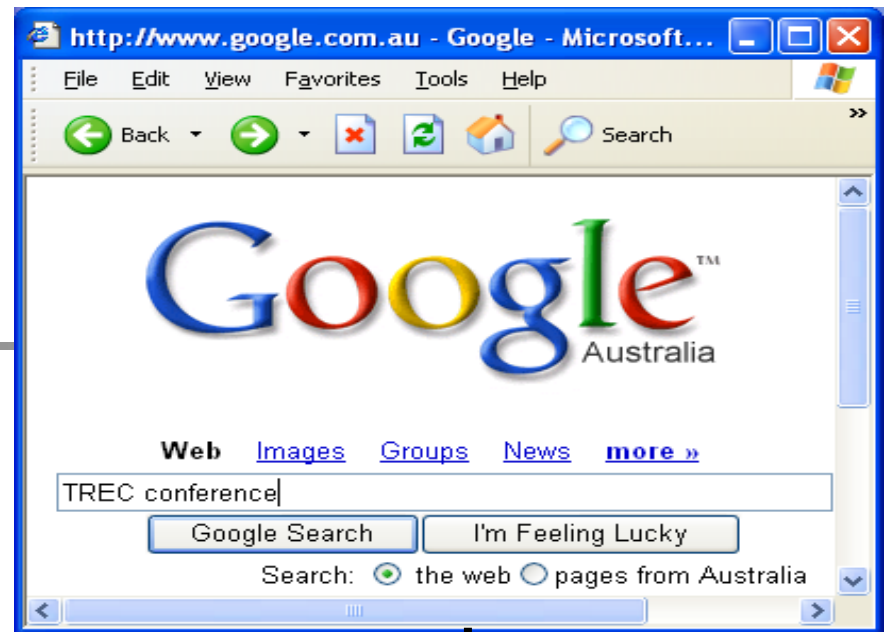 http://www.google.com.au - Google - Microsoft...
File Edit View Favorites Tools Help
Back Search »
Google™
Australia
Web Images Groups News more »
TREC conference
Google Search I'm Feeling Lucky
Search: the web pages from Australia